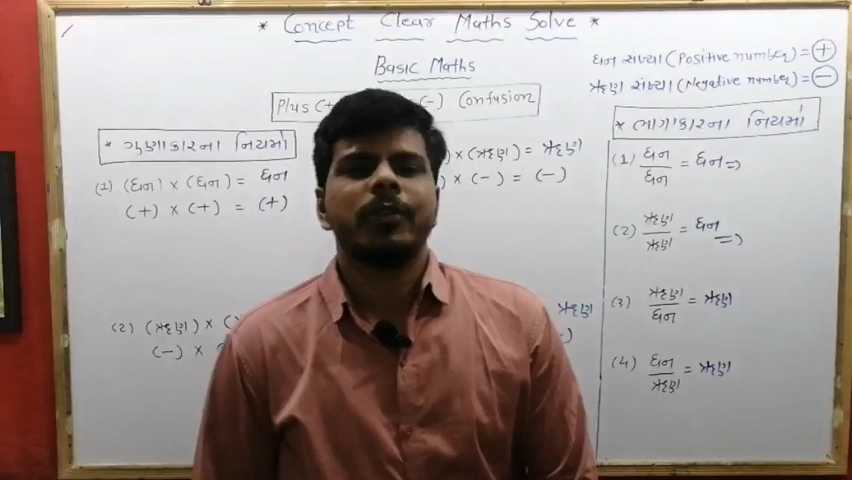 * Concept Clear Maths Solve *
Basic Maths
Plus (+ (-) Confusion
ધન સંખ્યા (Positive number) = (+)
ઋણ સંખ્યા (Negative number) = (-)
* ગુણાકારના નિયમો
(1) (ધન) × (ધન) = ધન
(+) × (+) = (+)
(2) (ઋણ) ×
(-) ×
× (ઋણ) = ઋણ
× (-) = (-)
ઋણ
* ભાગાકારના નિયમો
(1) ધન/ધન = ધન =>
(2) ઋણ/ઋણ = ધન =>
(3) ઋણ/ધન = ઋણ
(4) ધન/ઋણ = ઋણ